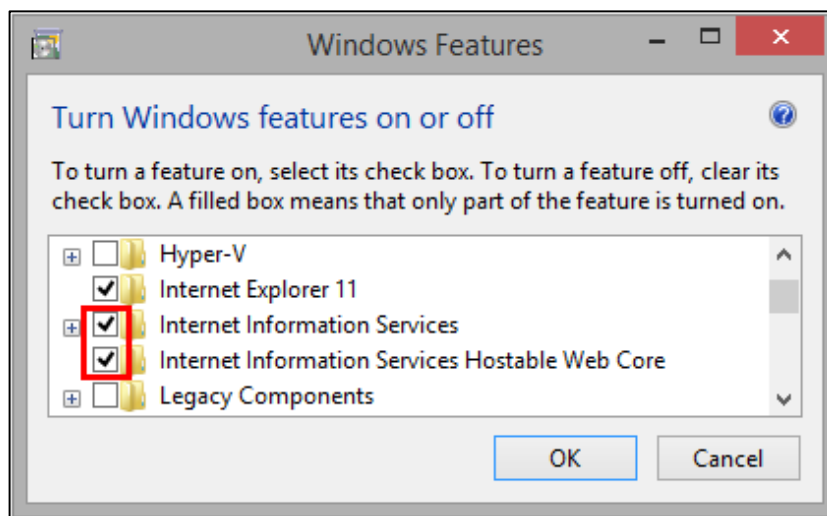 Windows Features
Turn Windows features on or off
To turn a feature on, select its check box. To turn a feature off, clear its
check box. A filled box means that only part of the feature is turned on.
Hyper-V
Internet Explorer 11
Internet Information Services
Internet Information Services Hostable Web Core
Legacy Components
OK Cancel